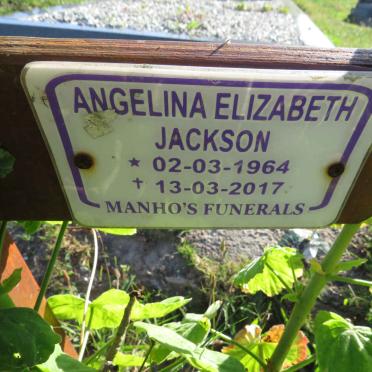 ANGELINA ELIZABETH
JACKSON
★ 02-03-1964
✝ 13-03-2017
MANHO'S FUNERALS